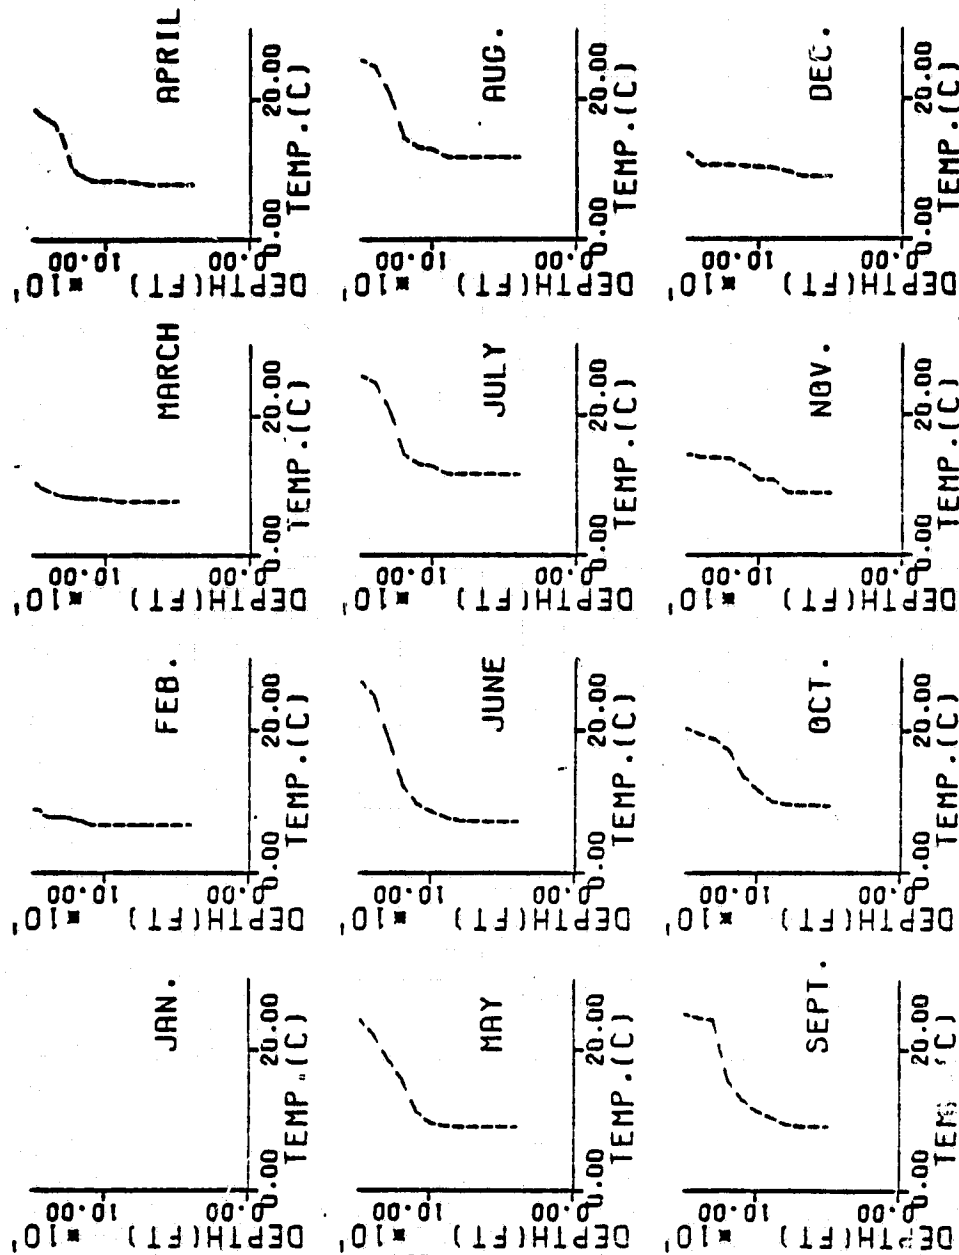 JAN.
DEPTH(FT) *10¹
10.00
0.00
0.00 20.00
TEMP.(C)
FEB.
DEPTH(FT) *10¹
10.00
0.00
0.00 20.00
TEMP.(C)
MARCH
DEPTH(FT) *10¹
10.00
0.00
0.00 20.00
TEMP.(C)
APRIL
DEPTH(FT) *10¹
10.00
0.00
0.00 20.00
TEMP.(C)
MAY
DEPTH(FT) *10¹
10.00
0.00
0.00 20.00
TEMP.(C)
JUNE
DEPTH(FT) *10¹
10.00
0.00
0.00 20.00
TEMP.(C)
JULY
DEPTH(FT) *10¹
10.00
0.00
0.00 20.00
TEMP.(C)
AUG.
DEPTH(FT) *10¹
10.00
0.00
0.00 20.00
TEMP.(C)
SEPT.
DEPTH(FT) *10¹
10.00
0.00
0.00 20.00
TEMP.(C)
OCT.
DEPTH(FT) *10¹
10.00
0.00
0.00 20.00
TEMP.(C)
NOV.
DEPTH(FT) *10¹
10.00
0.00
0.00 20.00
TEMP.(C)
DEC.
DEPTH(FT) *10¹
10.00
0.00
0.00 20.00
TEMP.(C)